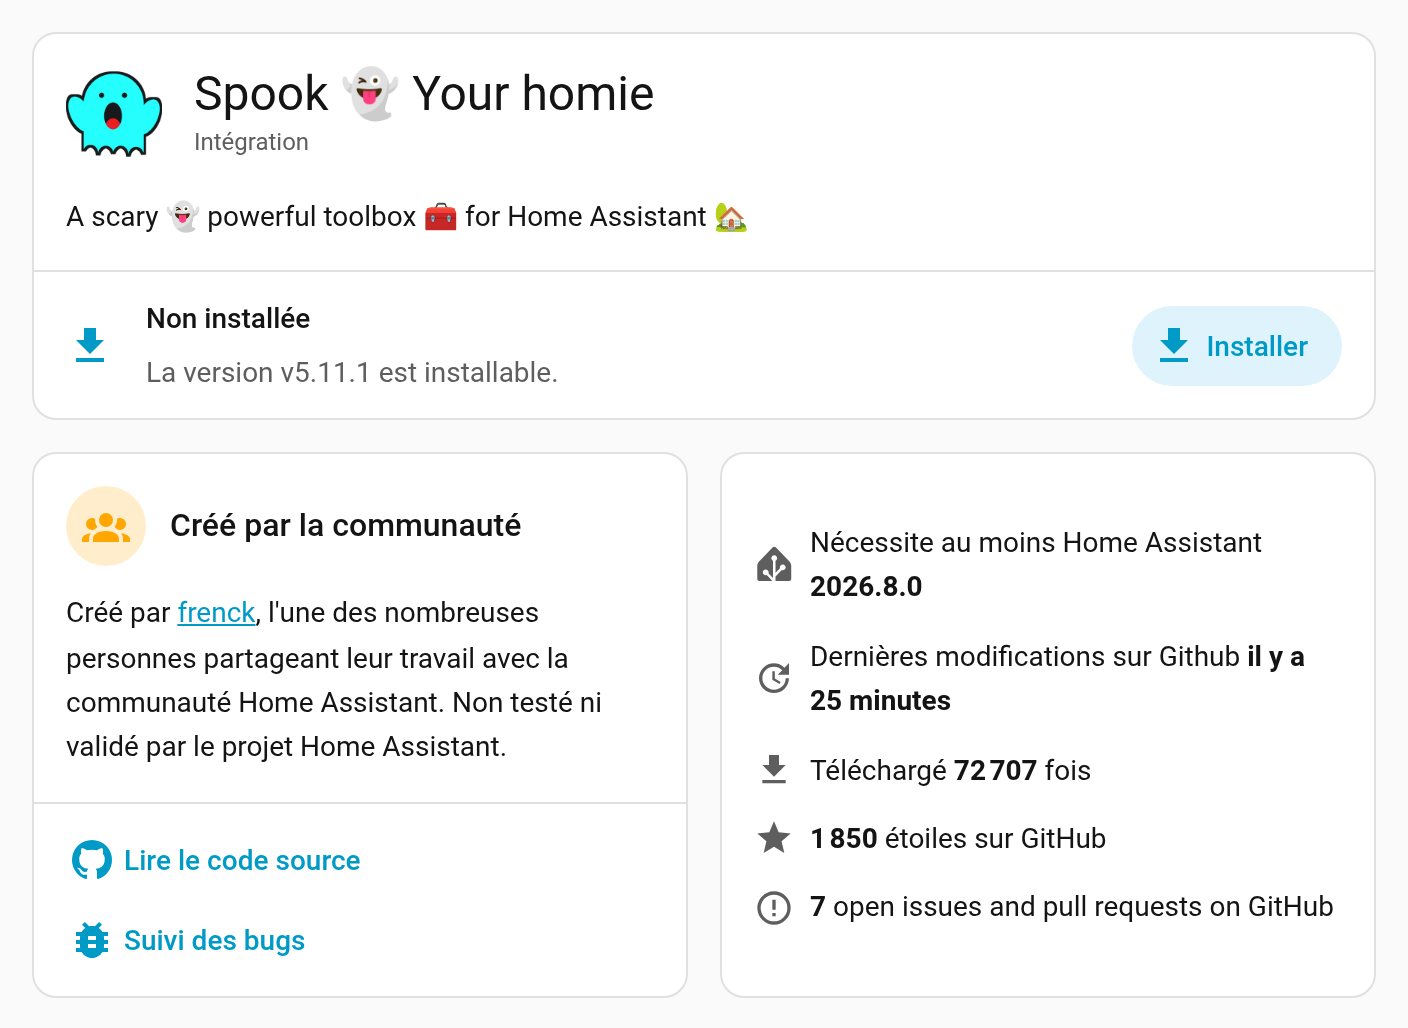 Spook 👻 Your homie
Intégration
A scary 👻 powerful toolbox 🧰 for Home Assistant 🏡
Non installée
La version v5.11.1 est installable.
Installer
Créé par la communauté
Créé par frenck, l'une des nombreuses
personnes partageant leur travail avec la
communauté Home Assistant. Non testé ni
validé par le projet Home Assistant.
Lire le code source
Suivi des bugs
Nécessite au moins Home Assistant
2026.8.0
Dernières modifications sur Github il y a
25 minutes
Téléchargé 72 707 fois
1 850 étoiles sur GitHub
7 open issues and pull requests on GitHub